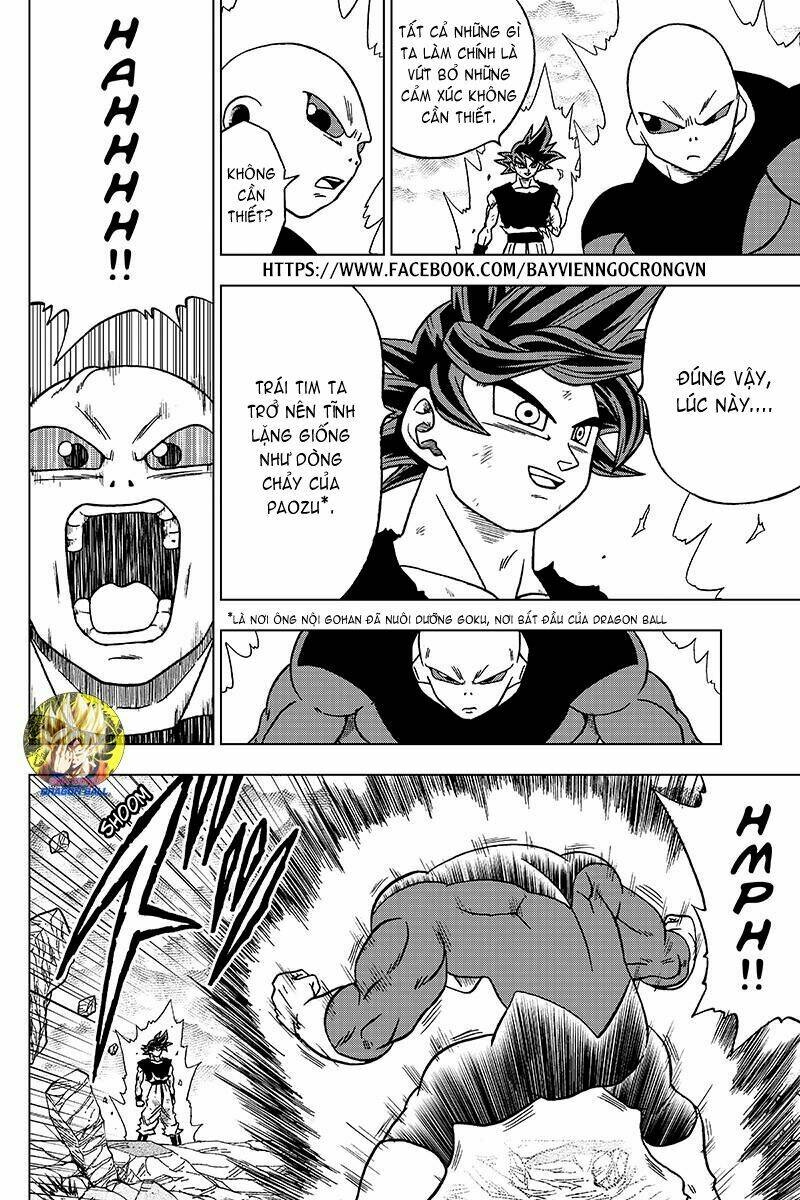 TẤT CẢ NHỮNG GÌ
TA LÀM CHÍNH LÀ
VỨT BỎ NHỮNG
CẢM XÚC KHÔNG
CẦN THIẾT.
KHÔNG
CẦN
THIẾT?
HTTPS://WWW.FACEBOOK.COM/BAYVIENNGOCRONGVN
ĐÚNG VẬY,
LÚC NÀY....
TRÁI TIM TA
TRỞ NÊN TĨNH
LẶNG GIỐNG
NHƯ DÒNG
CHẢY CỦA
PAOZU*.
*LÀ NƠI ÔNG NỘI GOHAN ĐÃ NUÔI DƯỠNG GOKU, NƠI BẤT ĐẦU CỦA DRAGON BALL
HAHHHHH!!
HMPH!!
SHOOM
DRAGON BALL